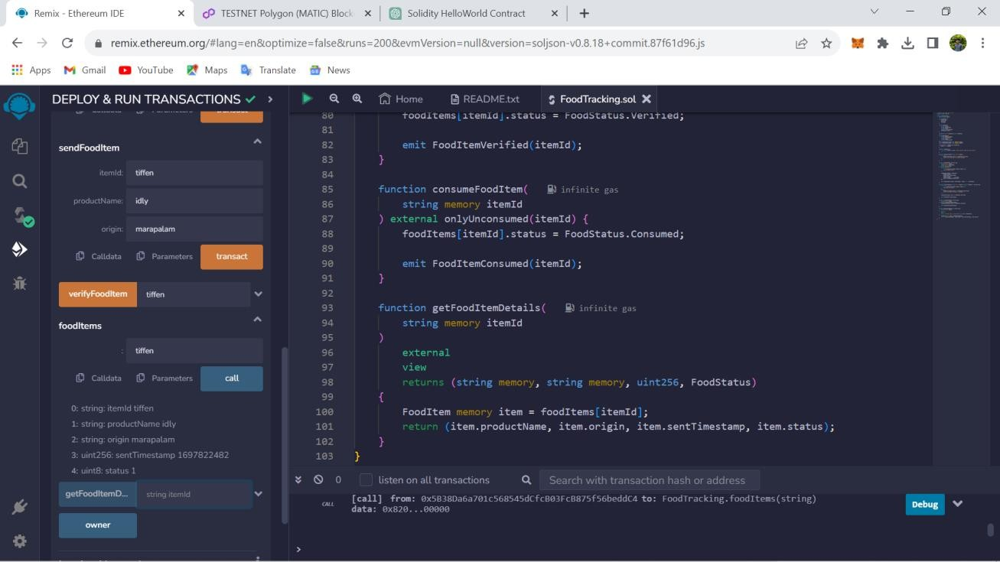 Remix - Ethereum IDE
TESTNET Polygon (MATIC) Block
Solidity HelloWorld Contract
remix.ethereum.org/#lang=en&optimize=false&runs=200&evmVersion=null&version=soljson-v0.8.18+commit.87f61d96.js
Apps Gmail YouTube Maps Translate News
DEPLOY & RUN TRANSACTIONS
Calldata Parameters transact
sendFoodItem
itemId: tiffen
productName: idly
origin: marapalam
Calldata Parameters transact
verifyFoodItem tiffen
foodItems
: tiffen
Calldata Parameters call
0: string: itemId tiffen
1: string: productName idly
2: string: origin marapalam
3: uint256: sentTimestamp 1697822482
4: uint8: status 1
getFoodItemD... string itemId
owner
Home README.txt FoodTracking.sol
80 foodItems[itemId].status = FoodStatus.Verified;
81
82 emit FoodItemVerified(itemId);
83 }
84
85 function consumeFoodItem( infinite gas
86 string memory itemId
87 ) external onlyUnconsumed(itemId) {
88 foodItems[itemId].status = FoodStatus.Consumed;
89
90 emit FoodItemConsumed(itemId);
91 }
92
93 function getFoodItemDetails( infinite gas
94 string memory itemId
95 )
96 external
97 view
98 returns (string memory, string memory, uint256, FoodStatus)
99 {
100 FoodItem memory item = foodItems[itemId];
101 return (item.productName, item.origin, item.sentTimestamp, item.status);
102 }
103 }
0 listen on all transactions Search with transaction hash or address
CALL [call] from: 0x5B38Da6a701c568545dCfcB03FcB875f56beddC4 to: FoodTracking.foodItems(string)
data: 0x820...00000
Debug
>